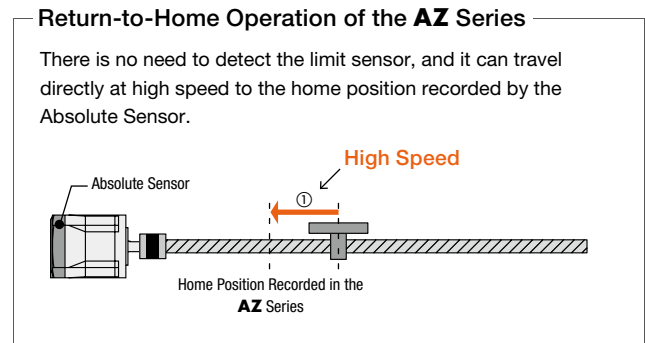 Return-to-Home Operation of the AZ Series
There is no need to detect the limit sensor, and it can travel
directly at high speed to the home position recorded by the
Absolute Sensor.
High Speed
Absolute Sensor
①
Home Position Recorded in the
AZ Series